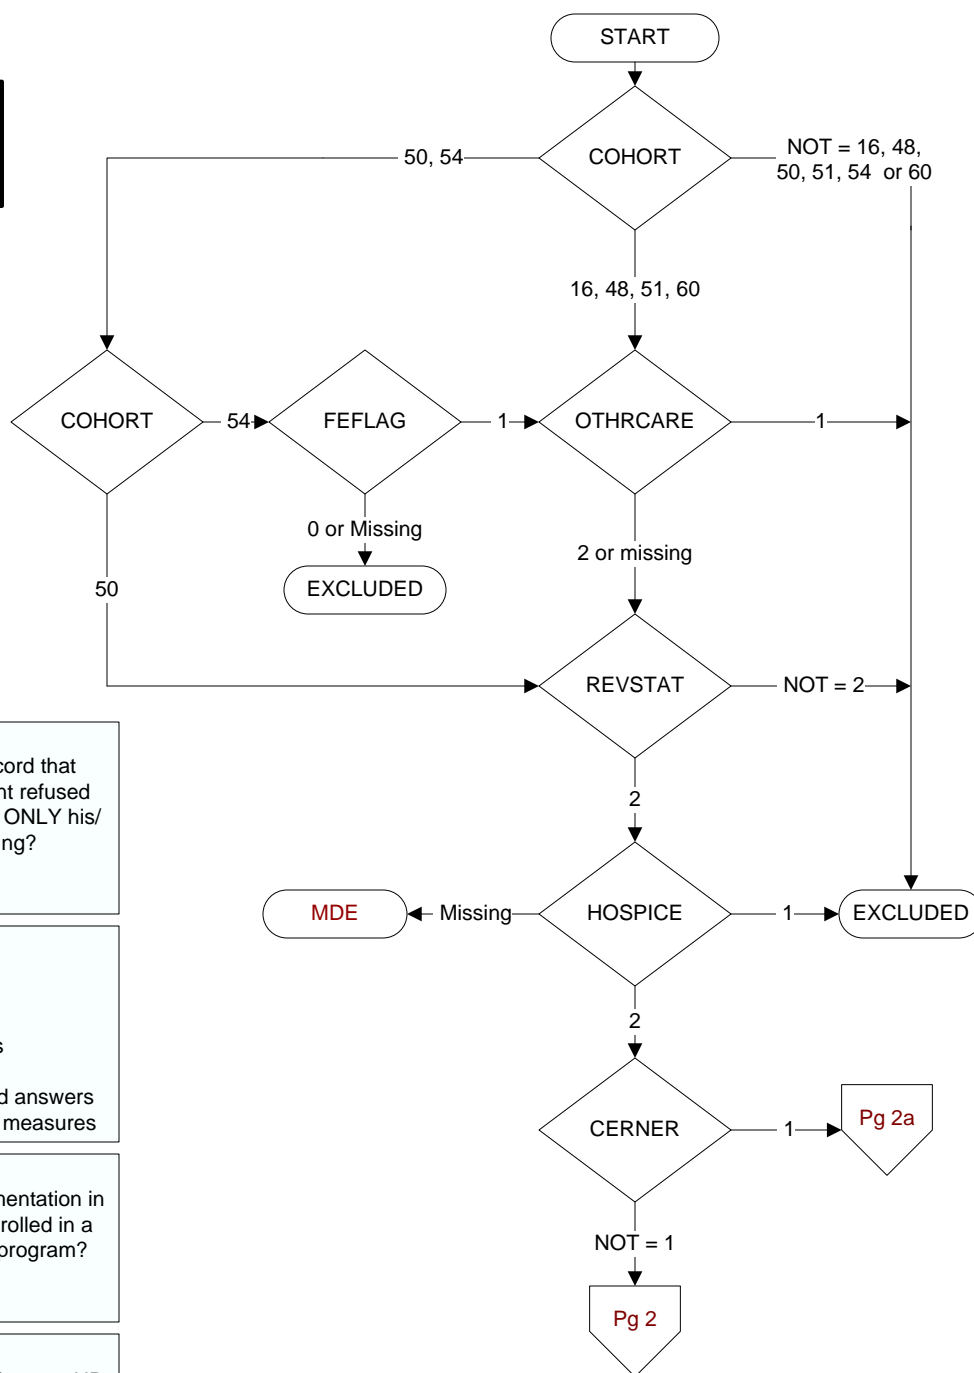 START
COHORT
50, 54
NOT = 16, 48,
50, 51, 54 or 60
16, 48, 51, 60
COHORT
54
FEFLAG
1
OTHRCARE
1
0 or Missing
EXCLUDED
2 or missing
50
REVSTAT
NOT = 2
cord that
nt refused
ONLY his/
ng?
2
MDE
Missing
HOSPICE
1
EXCLUDED
2
s
d answers
measures
CERNER
1
Pg 2a
mentation in
rolled in a
program?
NOT = 1
Pg 2